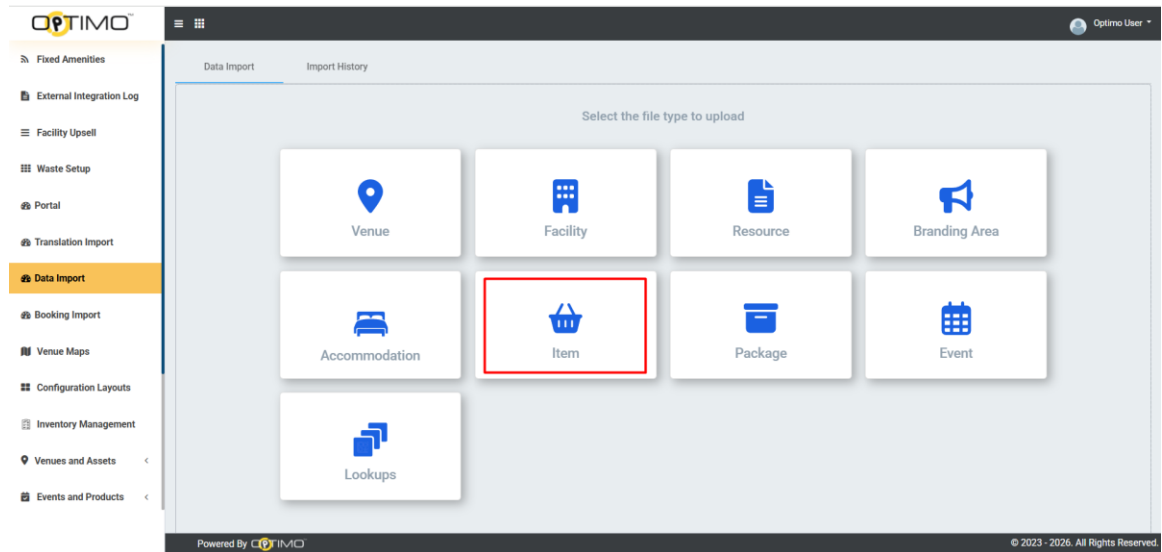 OPTIMO™
Optimo User
Fixed Amenities
External Integration Log
Facility Upsell
Waste Setup
Portal
Translation Import
Data Import
Booking Import
Venue Maps
Configuration Layouts
Inventory Management
Venues and Assets
Events and Products
Data Import
Import History
Select the file type to upload
Venue
Facility
Resource
Branding Area
Accommodation
Item
Package
Event
Lookups
Powered By OPTIMO
© 2023 - 2026. All Rights Reserved.